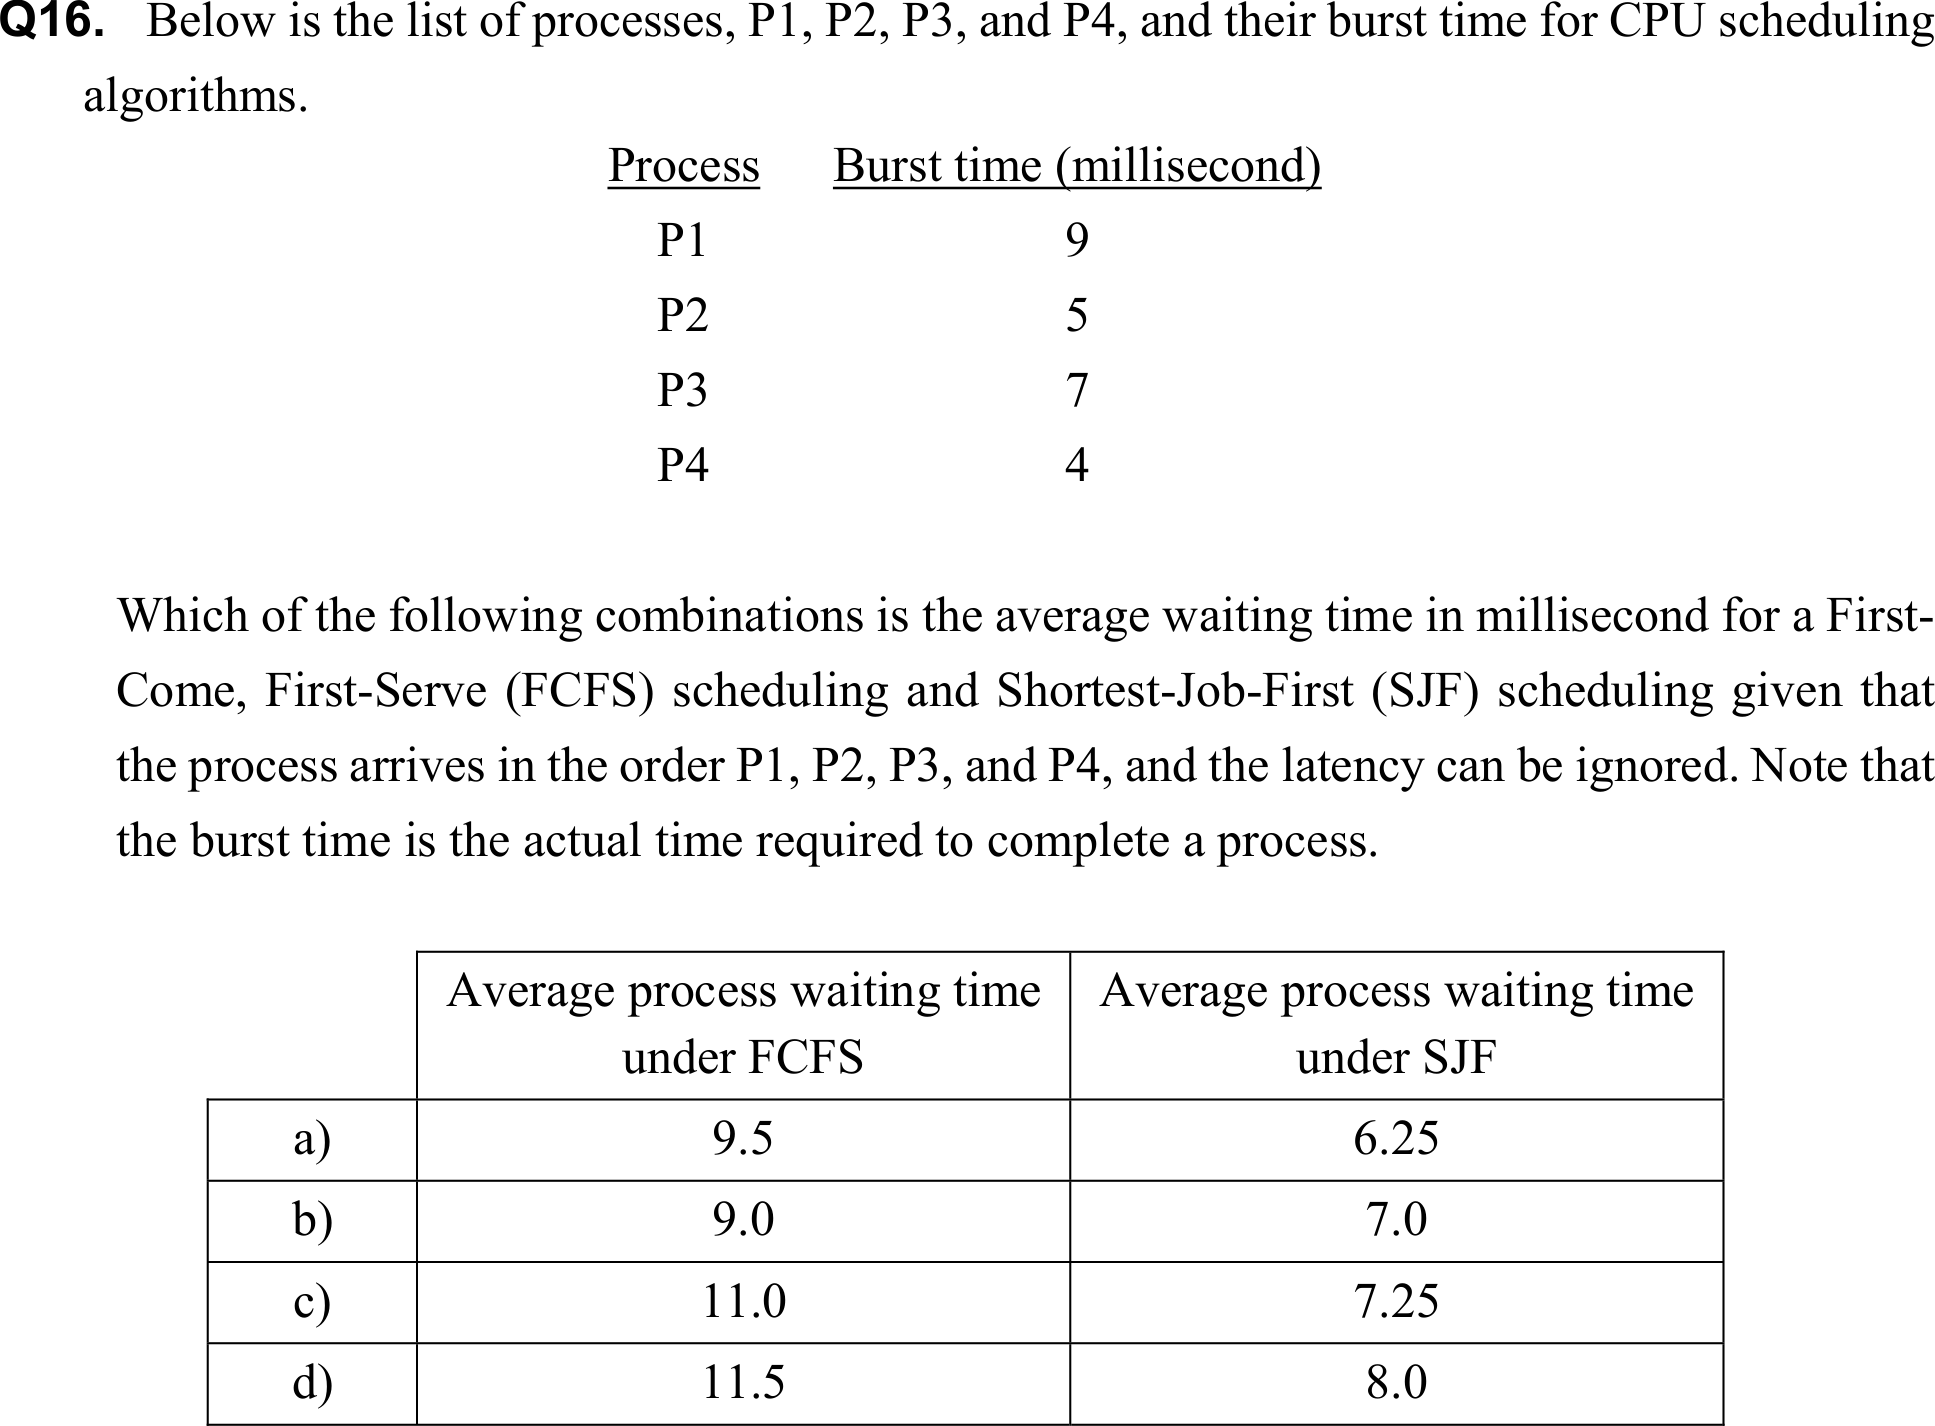 Q16. Below is the list of processes, P1, P2, P3, and P4, and their burst time for CPU scheduling
algorithms.
Process Burst time (millisecond)
P1 9
P2 5
P3 7
P4 4
Which of the following combinations is the average waiting time in millisecond for a First-
Come, First-Serve (FCFS) scheduling and Shortest-Job-First (SJF) scheduling given that
the process arrives in the order P1, P2, P3, and P4, and the latency can be ignored. Note that
the burst time is the actual time required to complete a process.
Average process waiting time Average process waiting time
under FCFS under SJF
a) 9.5 6.25
b) 9.0 7.0
c) 11.0 7.25
d) 11.5 8.0